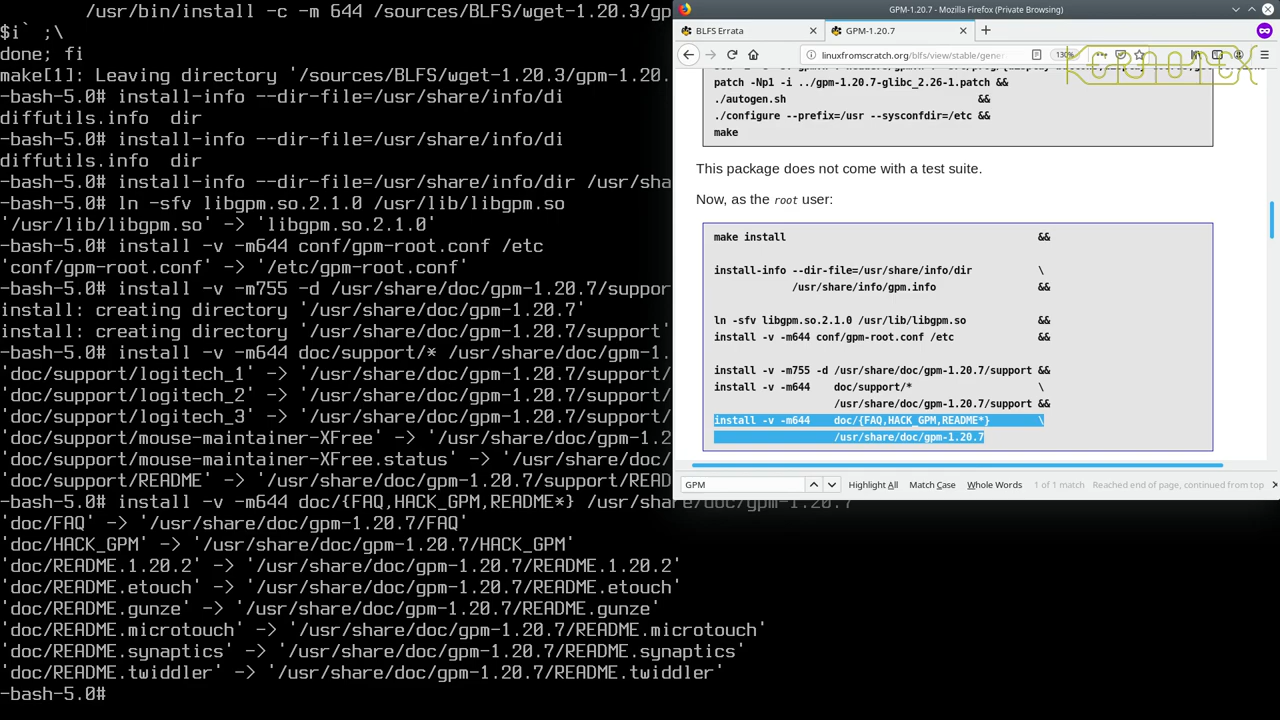 /usr/bin/install -c -m 644 /sources/BLFS/wget-1.20.3/gp
$i` ;\
done; fi
make[1]: Leaving directory '/sources/BLFS/wget-1.20.3/gpm-1.20.
-bash-5.0# install-info --dir-file=/usr/share/info/di
diffutils.info  dir
-bash-5.0# install-info --dir-file=/usr/share/info/di
diffutils.info  dir
-bash-5.0# install-info --dir-file=/usr/share/info/dir /usr/sha
-bash-5.0# ln -sfv libgpm.so.2.1.0 /usr/lib/libgpm.so
'/usr/lib/libgpm.so' -> 'libgpm.so.2.1.0'
-bash-5.0# install -v -m644 conf/gpm-root.conf /etc
'conf/gpm-root.conf' -> '/etc/gpm-root.conf'
-bash-5.0# install -v -m755 -d /usr/share/doc/gpm-1.20.7/suppor
install: creating directory '/usr/share/doc/gpm-1.20.7'
install: creating directory '/usr/share/doc/gpm-1.20.7/support'
-bash-5.0# install -v -m644 doc/support/* /usr/share/doc/gpm-1.
'doc/support/logitech_1' -> '/usr/share/doc/gpm-1.20.7/support/
'doc/support/logitech_2' -> '/usr/share/doc/gpm-1.20.7/support/
'doc/support/logitech_3' -> '/usr/share/doc/gpm-1.20.7/support/
'doc/support/mouse-maintainer-XFree' -> '/usr/share/doc/gpm-1.2
'doc/support/mouse-maintainer-XFree.status' -> '/usr/share/doc/
'doc/support/README' -> '/usr/share/doc/gpm-1.20.7/support/READ
-bash-5.0# install -v -m644 doc/{FAQ,HACK_GPM,README*} /usr/share/doc/gpm-1.20.7
'doc/FAQ' -> '/usr/share/doc/gpm-1.20.7/FAQ'
'doc/HACK_GPM' -> '/usr/share/doc/gpm-1.20.7/HACK_GPM'
'doc/README.1.20.2' -> '/usr/share/doc/gpm-1.20.7/README.1.20.2'
'doc/README.etouch' -> '/usr/share/doc/gpm-1.20.7/README.etouch'
'doc/README.gunze' -> '/usr/share/doc/gpm-1.20.7/README.gunze'
'doc/README.microtouch' -> '/usr/share/doc/gpm-1.20.7/README.microtouch'
'doc/README.synaptics' -> '/usr/share/doc/gpm-1.20.7/README.synaptics'
'doc/README.twiddler' -> '/usr/share/doc/gpm-1.20.7/README.twiddler'
-bash-5.0#
GPM-1.20.7 - Mozilla Firefox (Private Browsing)
BLFS Errata
GPM-1.20.7
linuxfromscratch.org/blfs/view/stable/gener
130%
patch -Np1 -i ../gpm-1.20.7-glibc_2.26-1.patch &&
./autogen.sh &&
./configure --prefix=/usr --sysconfdir=/etc &&
make
This package does not come with a test suite.
Now, as the root user:
make install &&
install-info --dir-file=/usr/share/info/dir \
/usr/share/info/gpm.info &&
ln -sfv libgpm.so.2.1.0 /usr/lib/libgpm.so &&
install -v -m644 conf/gpm-root.conf /etc &&
install -v -m755 -d /usr/share/doc/gpm-1.20.7/support &&
install -v -m644 doc/support/* \
/usr/share/doc/gpm-1.20.7/support &&
install -v -m644 doc/{FAQ,HACK_GPM,README*} \
/usr/share/doc/gpm-1.20.7
GPM
Highlight All
Match Case
Whole Words
1 of 1 match
Reached end of page, continued from top